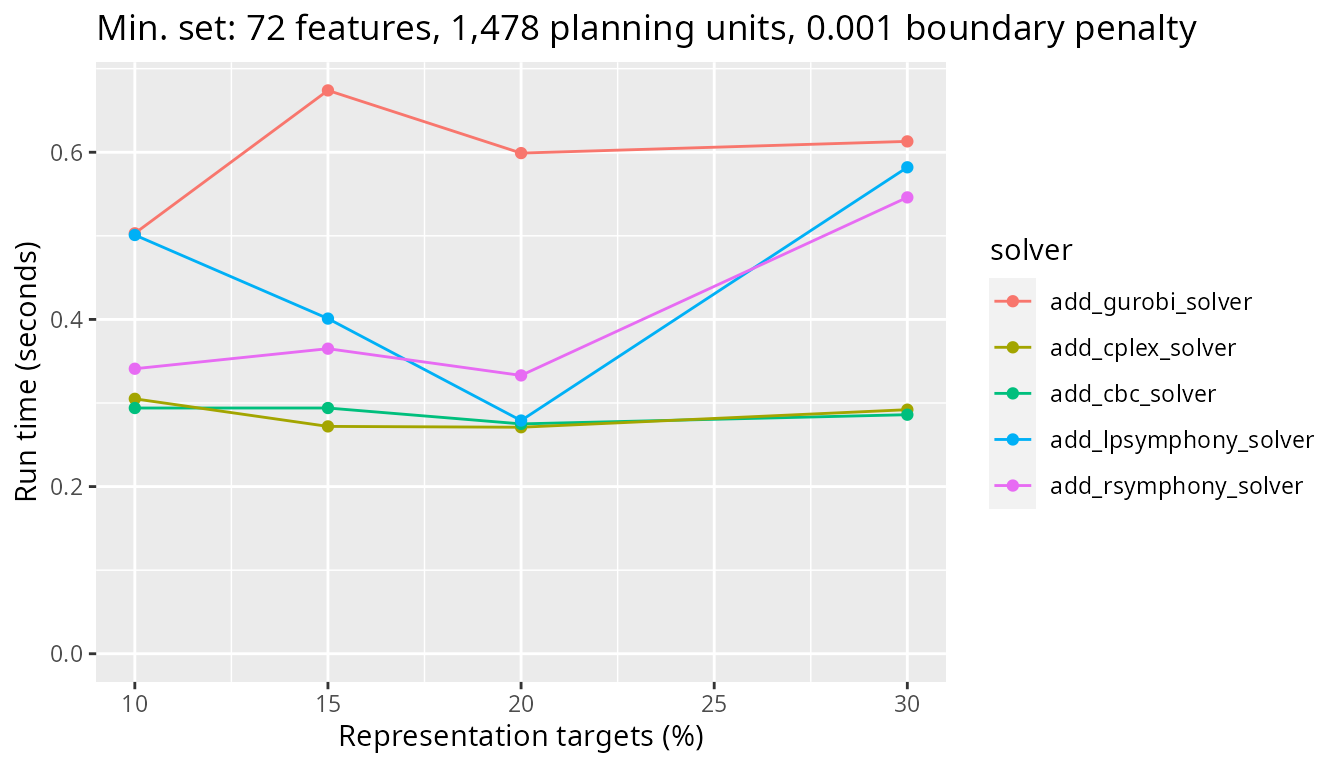 Min. set: 72 features, 1,478 planning units, 0.001 boundary penalty
Run time (seconds)
0.6
0.4
0.2
0.0
10 15 20 25 30
Representation targets (%)
solver
add_gurobi_solver
add_cplex_solver
add_cbc_solver
add_lpsymphony_solver
add_rsymphony_solver